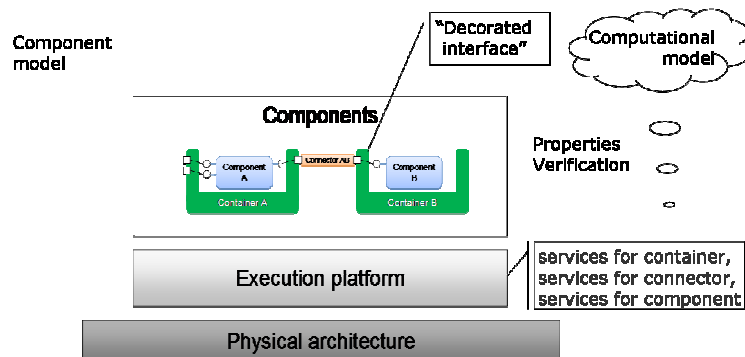 Component
model
“Decorated
interface”
Computational
model
Components
Component
A
Connector AB
Component
B
Container A
Container B
Properties
Verification
Execution platform
services for container,
services for connector,
services for component
Physical architecture